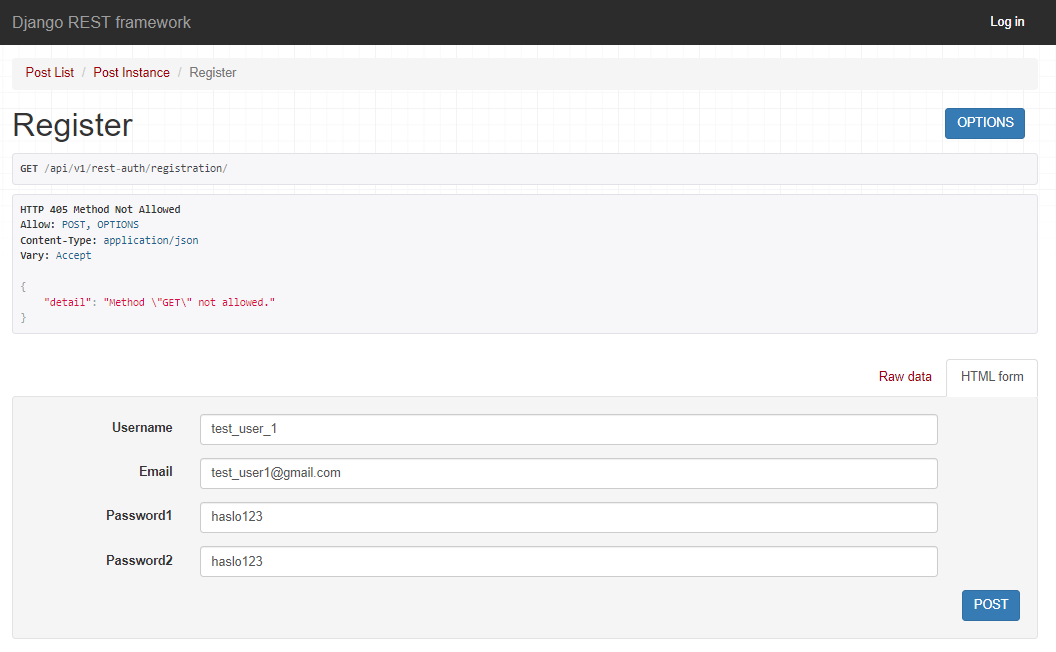 Django REST framework
Log in
Post List / Post Instance / Register
Register
OPTIONS
GET /api/v1/rest-auth/registration/
HTTP 405 Method Not Allowed
Allow: POST, OPTIONS
Content-Type: application/json
Vary: Accept
{
"detail": "Method \"GET\" not allowed."
}
Raw data
HTML form
Username test_user_1
Email test_user1@gmail.com
Password1 haslo123
Password2 haslo123
POST